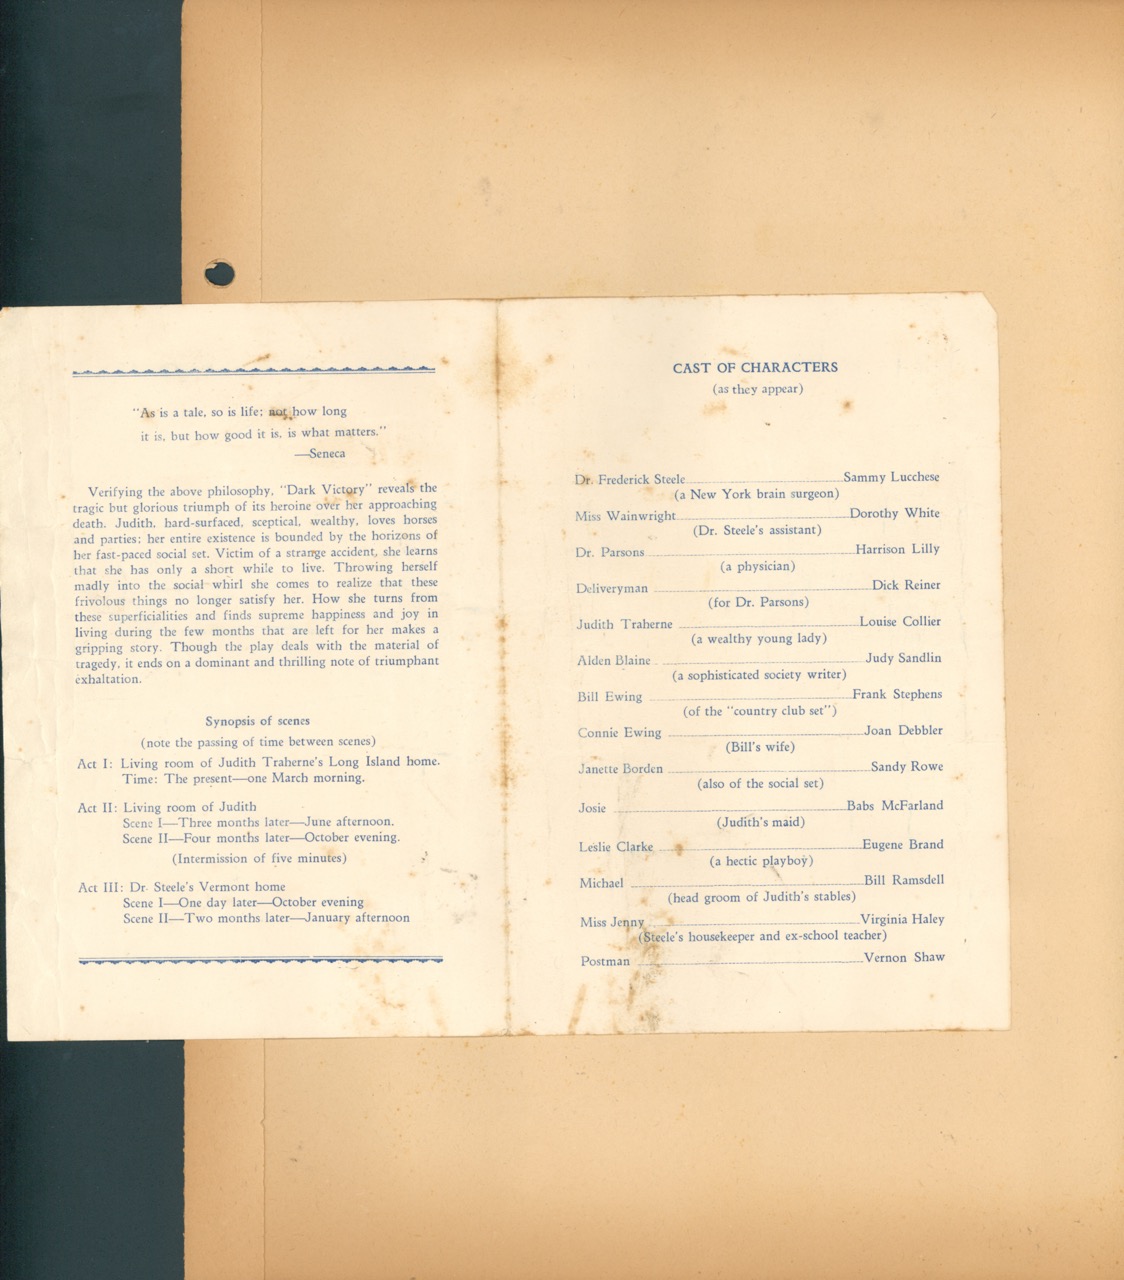 "As is a tale, so is life; not how long
it is, but how good it is, is what matters."
—Seneca
Verifying the above philosophy, "Dark Victory" reveals the
tragic but glorious triumph of its heroine over her approaching
death. Judith, hard-surfaced, sceptical, wealthy, loves horses
and parties; her entire existence is bounded by the horizons of
her fast-paced social set. Victim of a strange accident, she learns
that she has only a short while to live. Throwing herself
madly into the social whirl she comes to realize that these
frivolous things no longer satisfy her. How she turns from
these superficialities and finds supreme happiness and joy in
living during the few months that are left for her makes a
gripping story. Though the play deals with the material of
tragedy, it ends on a dominant and thrilling note of triumphant
exhaltation.
Synopsis of scenes
(note the passing of time between scenes)
Act I: Living room of Judith Traherne's Long Island home.
Time: The present—one March morning.
Act II: Living room of Judith
Scene I—Three months later—June afternoon.
Scene II—Four months later—October evening.
(Intermission of five minutes)
Act III: Dr. Steele's Vermont home
Scene I—One day later—October evening
Scene II—Two months later—January afternoon
CAST OF CHARACTERS
(as they appear)
Dr. Frederick Steele Sammy Lucchese
(a New York brain surgeon)
Miss Wainwright Dorothy White
(Dr. Steele's assistant)
Dr. Parsons Harrison Lilly
(a physician)
Deliveryman Dick Reiner
(for Dr. Parsons)
Judith Traherne Louise Collier
(a wealthy young lady)
Alden Blaine Judy Sandlin
(a sophisticated society writer)
Bill Ewing Frank Stephens
(of the "country club set")
Connie Ewing Joan Debbler
(Bill's wife)
Janette Borden Sandy Rowe
(also of the social set)
Josie Babs McFarland
(Judith's maid)
Leslie Clarke Eugene Brand
(a hectic playboy)
Michael Bill Ramsdell
(head groom of Judith's stables)
Miss Jenny Virginia Haley
(Steele's housekeeper and ex-school teacher)
Postman Vernon Shaw